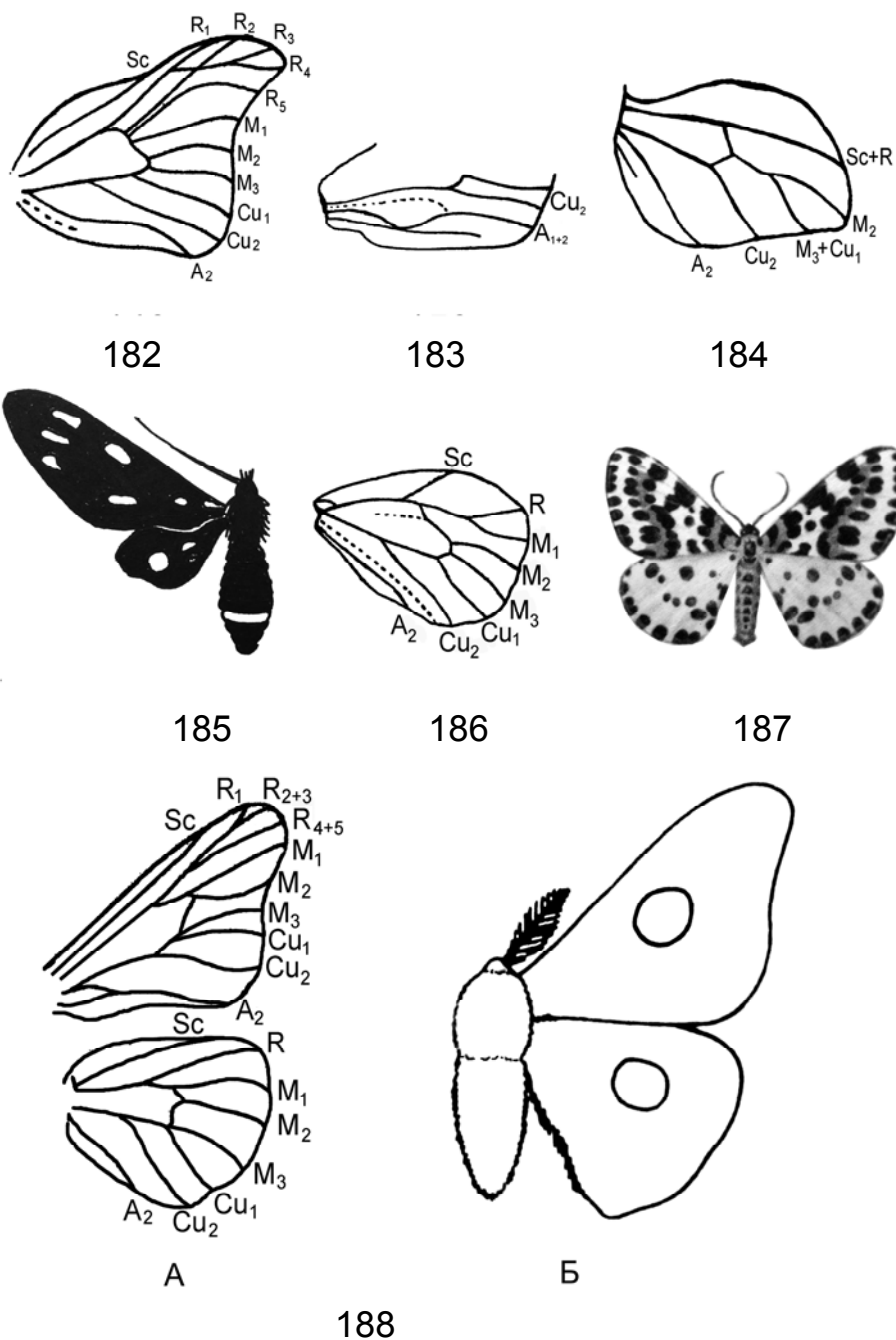 R₁ R₂ R₃
Sc R₄
R₅
M₁
M₂
M₃
Cu₁
Cu₂
A₂
Cu₂
A₁₊₂
Sc+R
M₂
M₃+Cu₁
Cu₂
A₂
182 183 184
Sc
R
M₁
M₂
M₃
Cu₁
Cu₂
A₂
185 186 187
R₁ R₂₊₃
Sc R₄₊₅
M₁
M₂
M₃
Cu₁
Cu₂
A₂
Sc
R
M₁
M₂
M₃
Cu₁
Cu₂
A₂
А Б
188